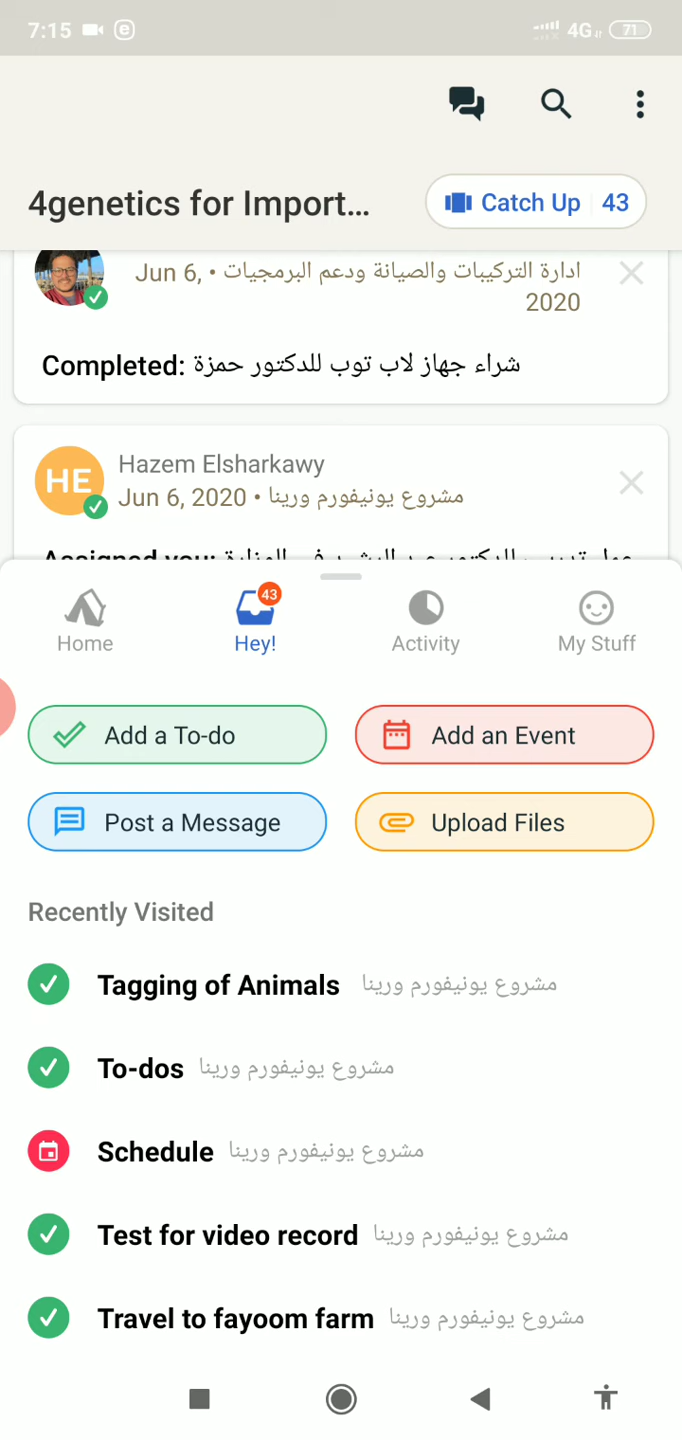 7:15
4G 71
4genetics for Import...
Catch Up 43
Jun 6, • ادارة التركيبات والصيانة ودعم البرمجيات
2020
Completed: شراء جهاز لاب توب للدكتور حمزة
HE
Hazem Elsharkawy
Jun 6, 2020 • مشروع يونيفورم ورينا
Assigned you:
Home
43
Hey!
Activity
My Stuff
Add a To-do
Add an Event
Post a Message
Upload Files
Recently Visited
Tagging of Animals مشروع يونيفورم ورينا
To-dos مشروع يونيفورم ورينا
Schedule مشروع يونيفورم ورينا
Test for video record مشروع يونيفورم ورينا
Travel to fayoom farm مشروع يونيفورم ورينا